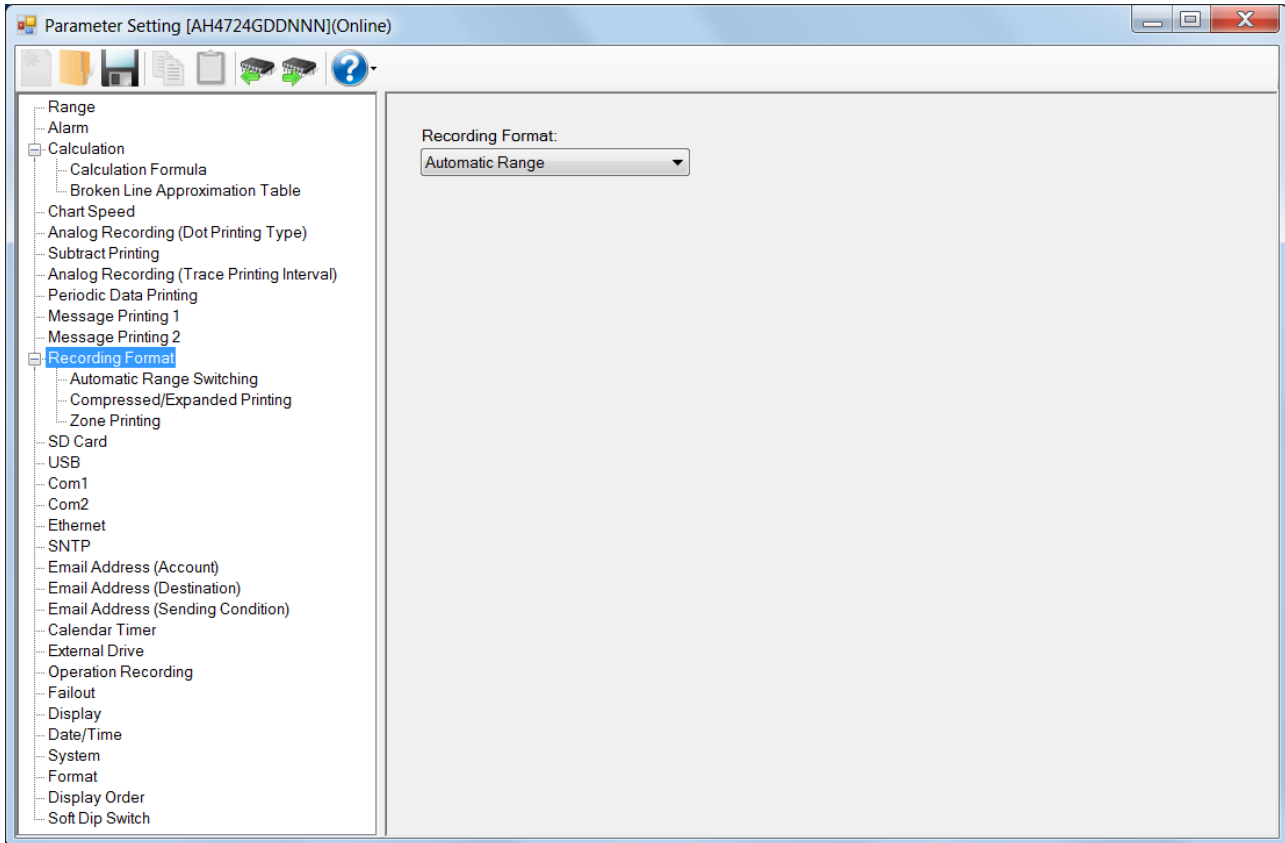 Parameter Setting [AH4724GDDNNN](Online)
Range
Alarm
Calculation
Calculation Formula
Broken Line Approximation Table
Chart Speed
Analog Recording (Dot Printing Type)
Subtract Printing
Analog Recording (Trace Printing Interval)
Periodic Data Printing
Message Printing 1
Message Printing 2
Recording Format
Automatic Range Switching
Compressed/Expanded Printing
Zone Printing
SD Card
USB
Com1
Com2
Ethernet
SNTP
Email Address (Account)
Email Address (Destination)
Email Address (Sending Condition)
Calendar Timer
External Drive
Operation Recording
Failout
Display
Date/Time
System
Format
Display Order
Soft Dip Switch
Recording Format:
Automatic Range